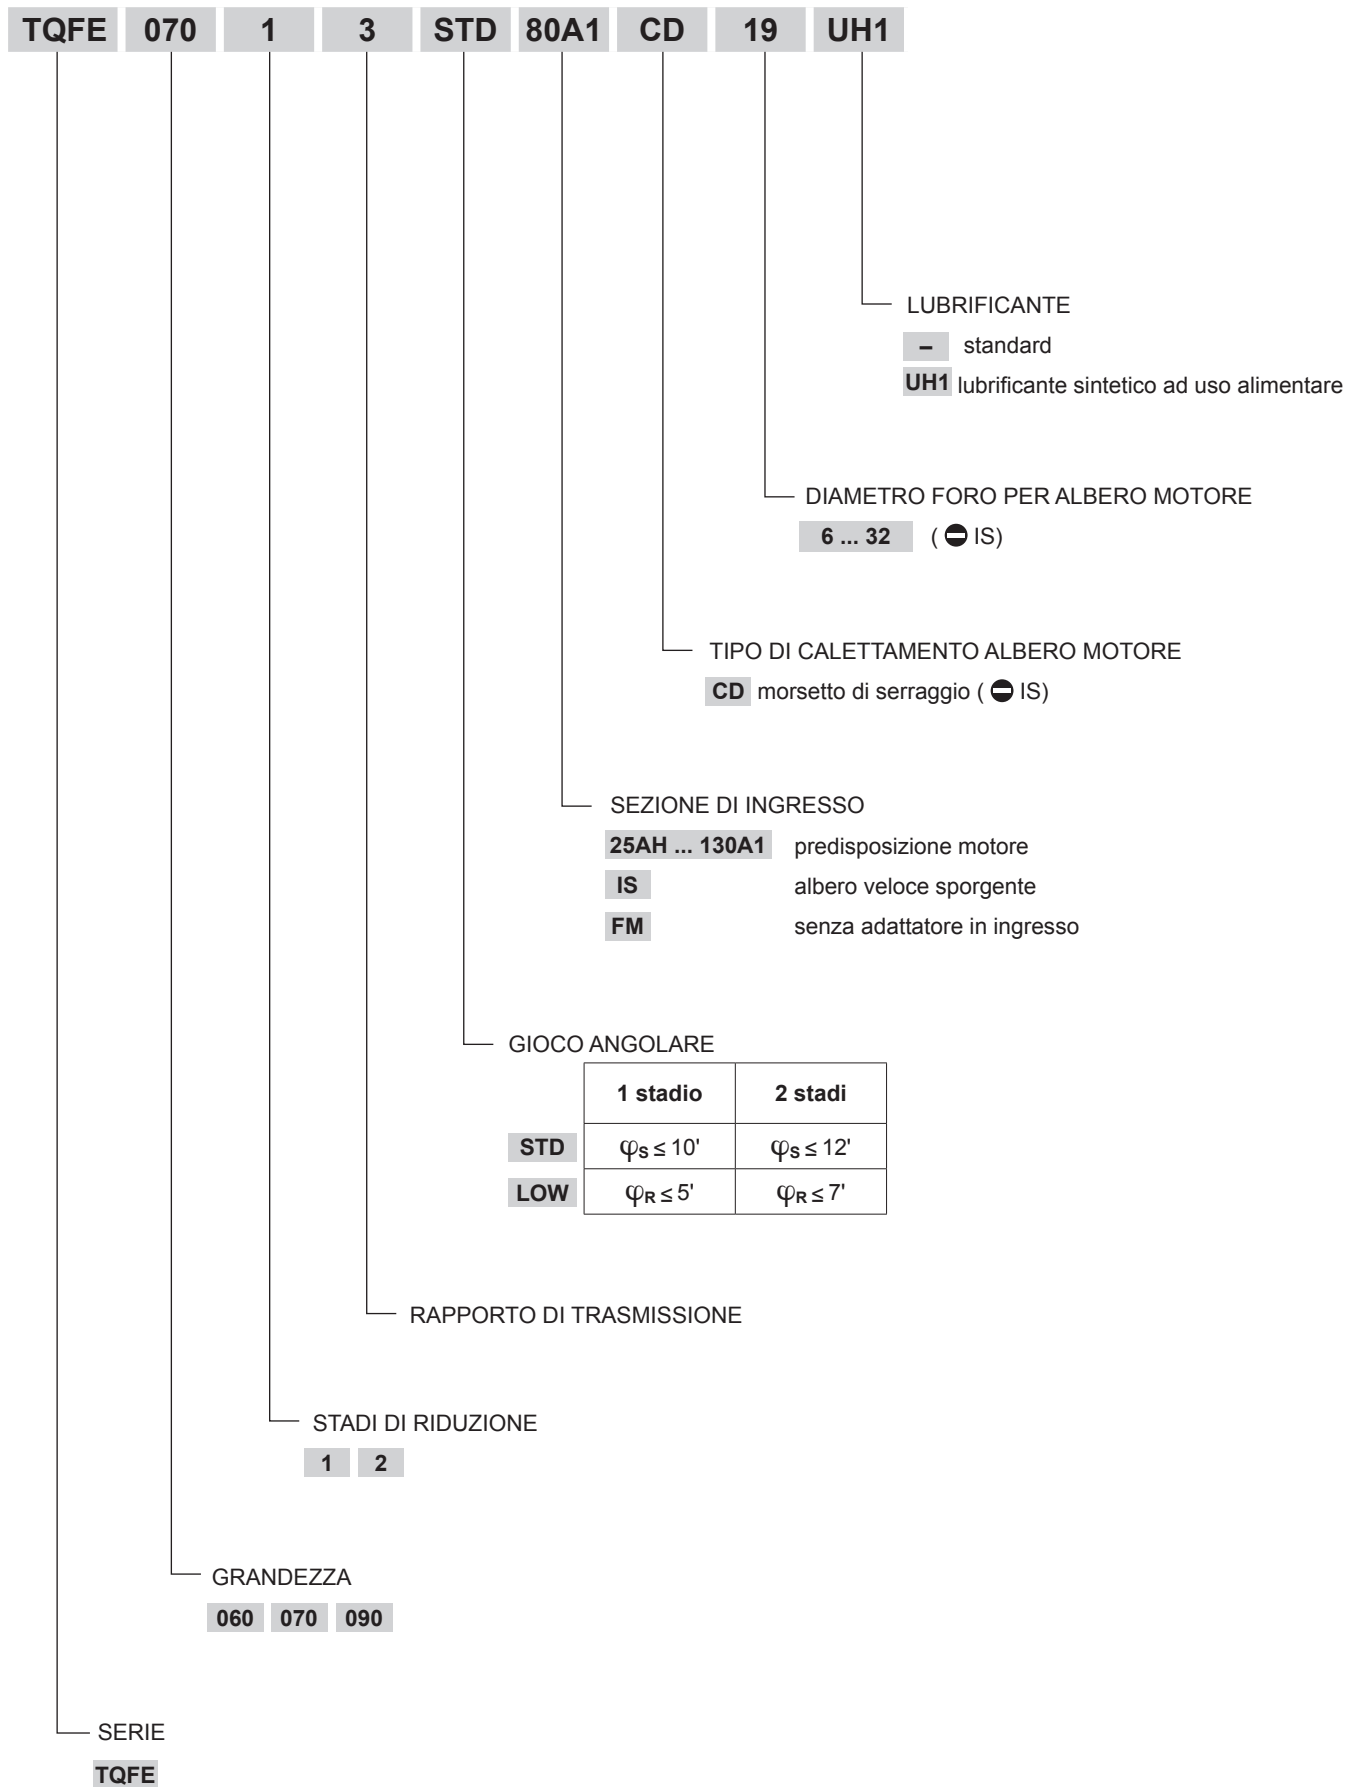 TQFE 070 1 3 STD 80A1 CD 19 UH1
LUBRIFICANTE
– standard
UH1 lubrificante sintetico ad uso alimentare
DIAMETRO FORO PER ALBERO MOTORE
6 ... 32 ( ⛔ IS)
TIPO DI CALETTAMENTO ALBERO MOTORE
CD morsetto di serraggio ( ⛔ IS)
SEZIONE DI INGRESSO
25AH ... 130A1 predisposizione motore
IS albero veloce sporgente
FM senza adattatore in ingresso
GIOCO ANGOLARE
1 stadio 2 stadi
STD φS ≤ 10' φS ≤ 12'
LOW φR ≤ 5' φR ≤ 7'
RAPPORTO DI TRASMISSIONE
STADI DI RIDUZIONE
1 2
GRANDEZZA
060 070 090
SERIE
TQFE